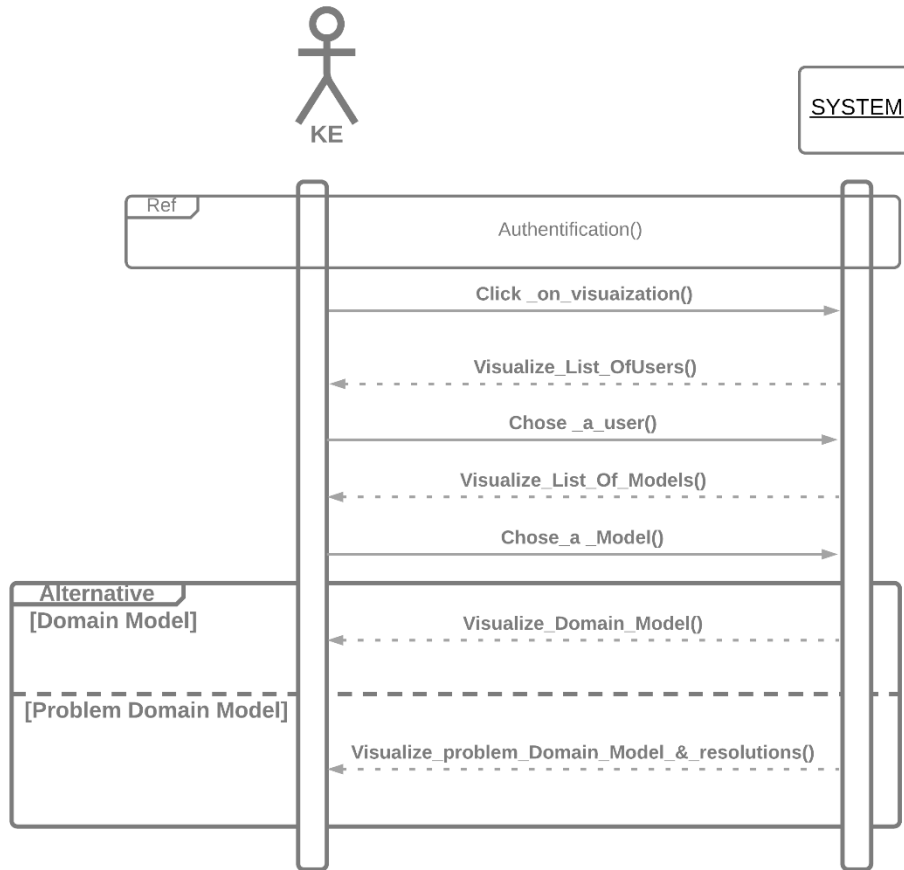 KE
SYSTEM
Ref
Authentification()
Click _on_visuaization()
Visualize_List_OfUsers()
Chose _a_user()
Visualize_List_Of_Models()
Chose_a _Model()
Alternative
[Domain Model]
Visualize_Domain_Model()
[Problem Domain Model]
Visualize_problem_Domain_Model_&_resolutions()